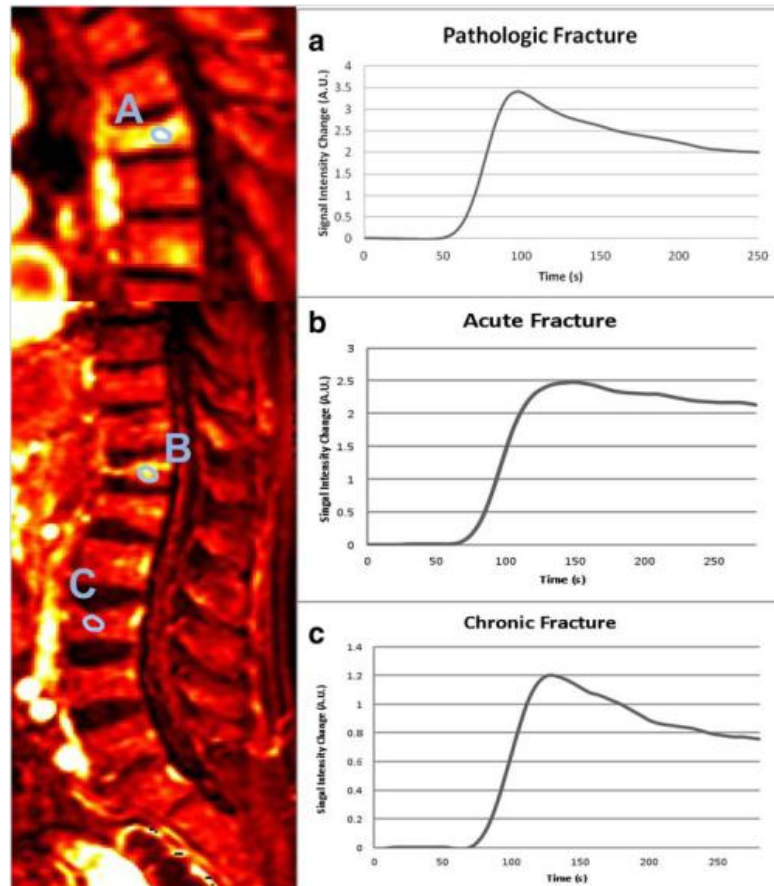 A
B
C
a
Pathologic Fracture
Signal Intensity Change (A.U.)
4
3.5
3
2.5
2
1.5
1
0.5
0
0
50
100
150
200
250
Time (s)
b
Acute Fracture
Singal Intensity Change (A.U.)
3
2.5
2
1.5
1
0.5
0
0
50
100
150
200
250
Time (s)
c
Chronic Fracture
Singal Intensity Change (A.U.)
1.4
1.2
1
0.8
0.6
0.4
0.2
0
0
50
100
150
200
250
Time (s)